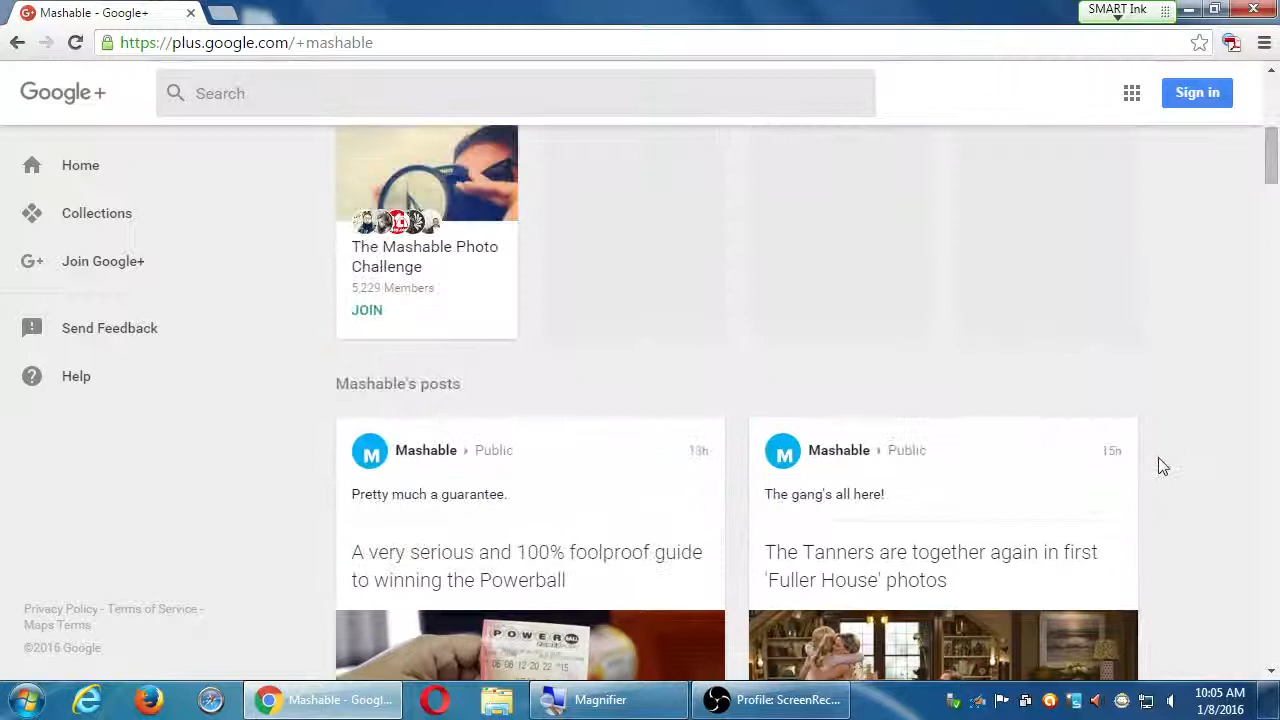 Mashable - Google+
SMART Ink
https://plus.google.com/+mashable
Google+
Search
Sign in
Home
Collections
Join Google+
Send Feedback
Help
The Mashable Photo
Challenge
5,229 Members
JOIN
Mashable's posts
Mashable Public 13h
Pretty much a guarantee.
A very serious and 100% foolproof guide
to winning the Powerball
POWERBALL
Mashable Public 15h
The gang's all here!
The Tanners are together again in first
'Fuller House' photos
Privacy Policy - Terms of Service -
Maps Terms
©2016 Google
Mashable - Googl...
Magnifier
Profile: ScreenRec...
10:05 AM
1/8/2016